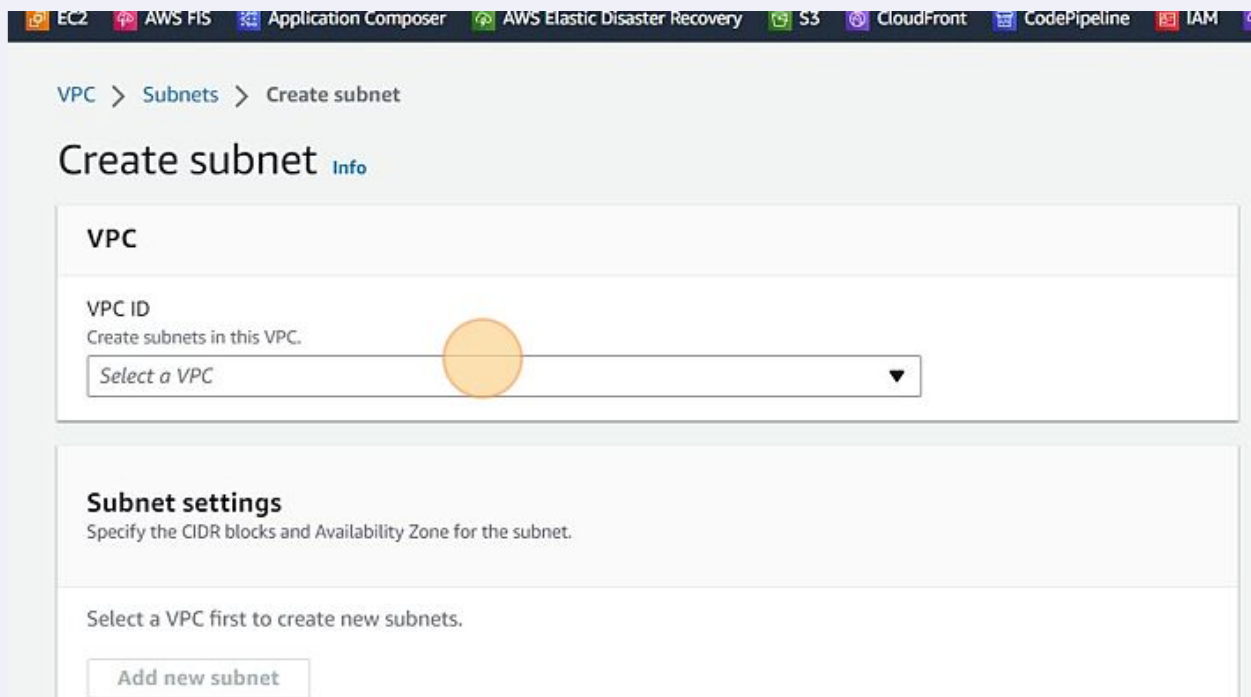 EC2 AWS FIS Application Composer AWS Elastic Disaster Recovery S3 CloudFront CodePipeline IAM
VPC > Subnets > Create subnet
Create subnet Info
VPC
VPC ID
Create subnets in this VPC.
Select a VPC
Subnet settings
Specify the CIDR blocks and Availability Zone for the subnet.
Select a VPC first to create new subnets.
Add new subnet